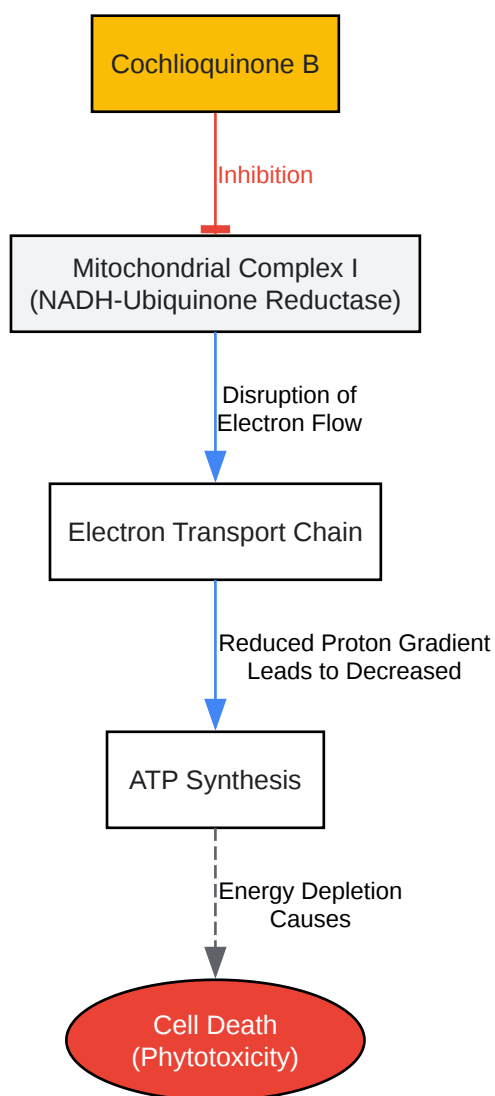 Cochlioquinone B
Inhibition
Mitochondrial Complex I
(NADH-Ubiquinone Reductase)
Disruption of
Electron Flow
Electron Transport Chain
Reduced Proton Gradient
Leads to Decreased
ATP Synthesis
Energy Depletion
Causes
Cell Death
(Phytotoxicity)